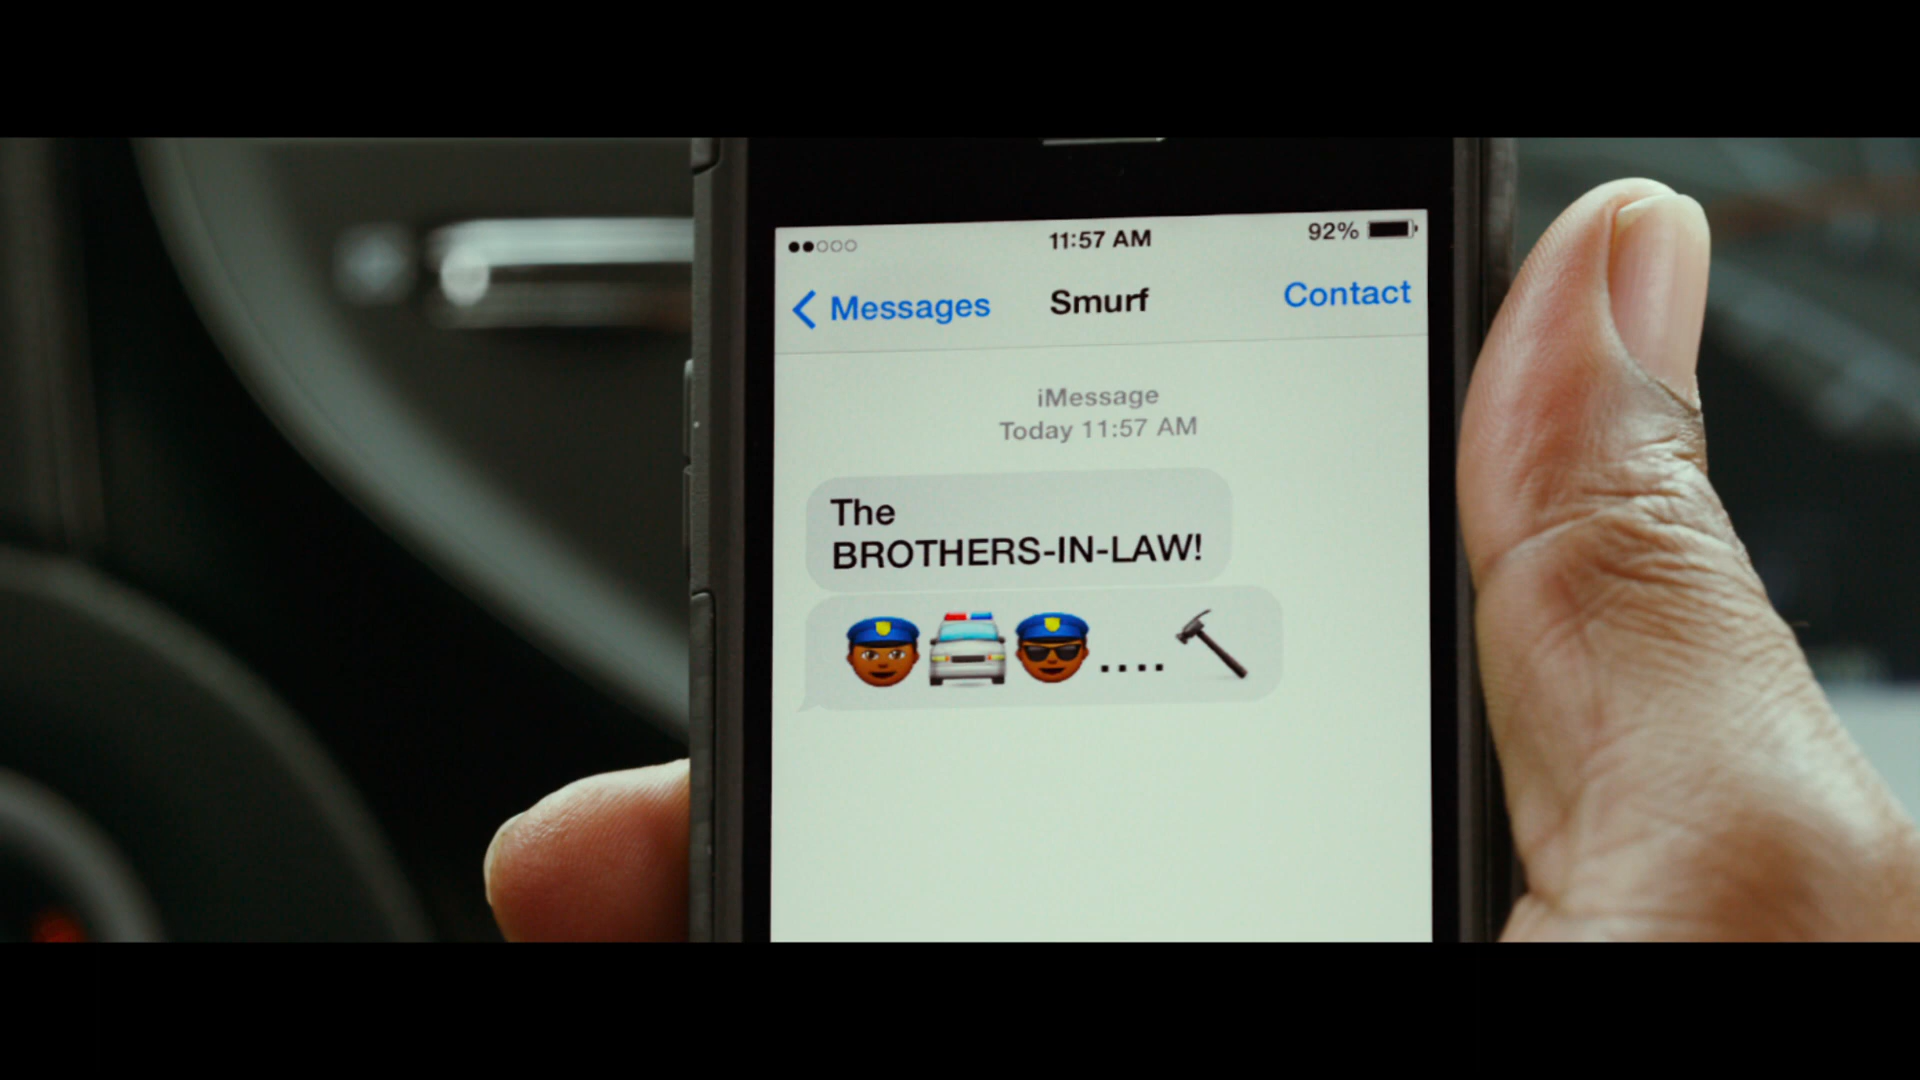 11:57 AM
92%
Messages
Smurf
Contact
iMessage
Today 11:57 AM
The
BROTHERS-IN-LAW!
👮🏾🚔👮🏾....🔨